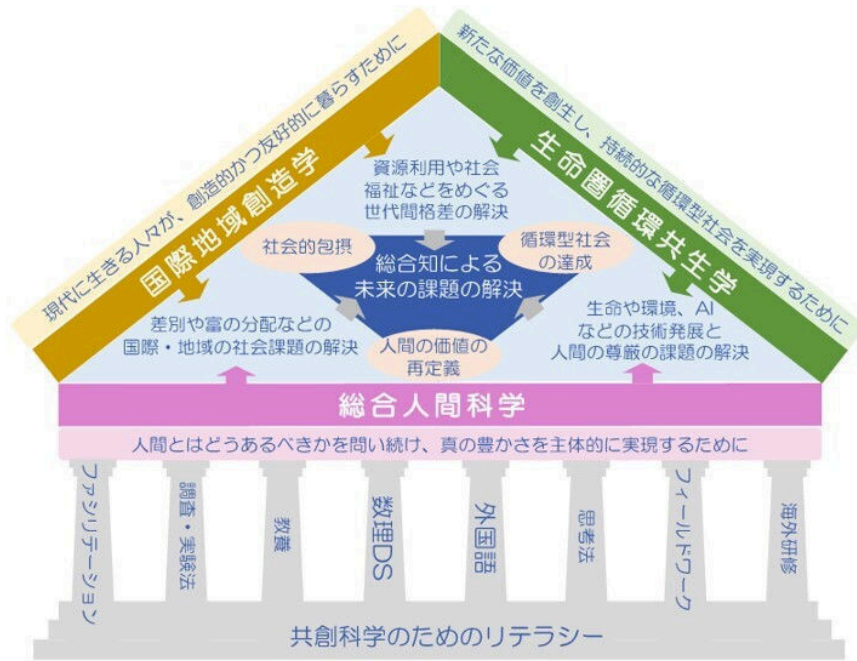 現代に生きる人々が、創造的かつ友好的に暮らすために
国際地域創造学
新たな価値を創生し、持続的な循環型社会を実現するために
生命圏循環共生学
資源利用や社会
福祉などをめぐる
世代間格差の解決
社会的包摂
循環型社会
の達成
総合知による
未来の課題の解決
差別や富の分配などの
国際・地域の社会課題の解決
人間の価値の
再定義
生命や環境、AI
などの技術発展と
人間の尊厳の課題の解決
総合人間科学
人間とはどうあるべきかを問い続け、真の豊かさを主体的に実現するために
ファシリテーション
調査・実験法
教養
数理DS
外国語
思考法
フィールドワーク
海外研修
共創科学のためのリテラシー